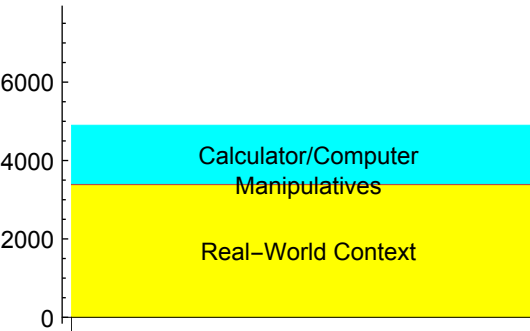 6000
4000
2000
0
Calculator/Computer
Manipulatives
Real−World Context